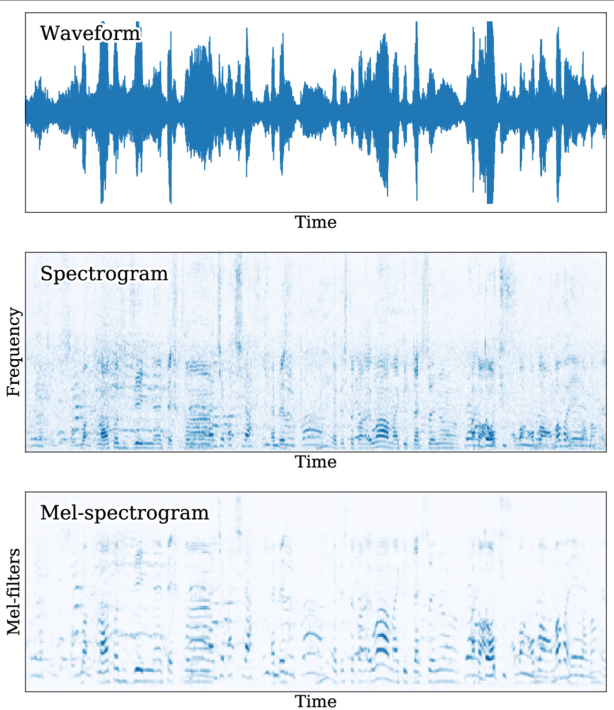 Waveform
Time
Spectrogram
Frequency
Time
Mel-spectrogram
Mel-filters
Time